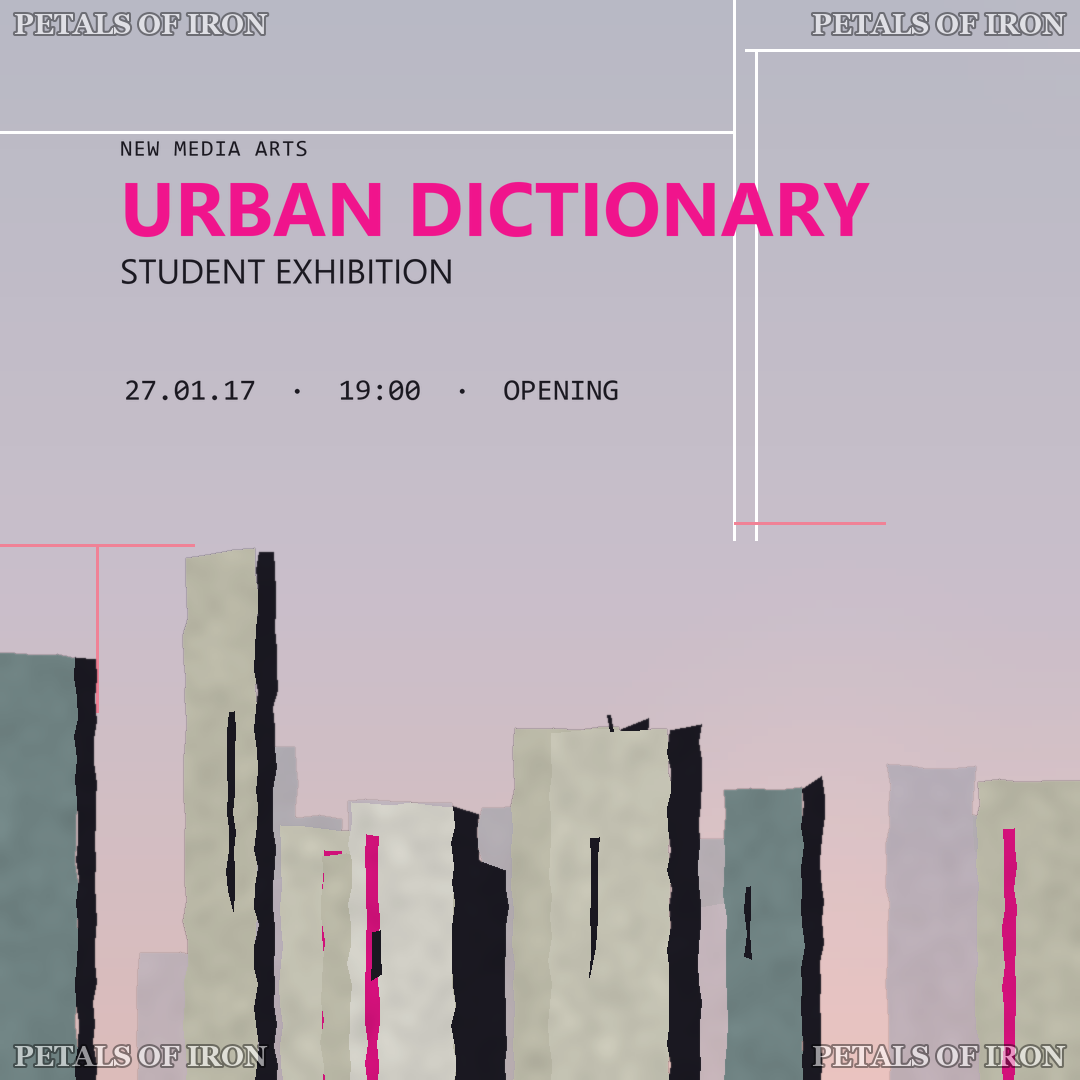 PETALS OF IRON PETALS OF IRON
NEW MEDIA ARTS
URBAN DICTIONARY
STUDENT EXHIBITION
27.01.17 · 19:00 · OPENING
PETALS OF IRON PETALS OF IRON